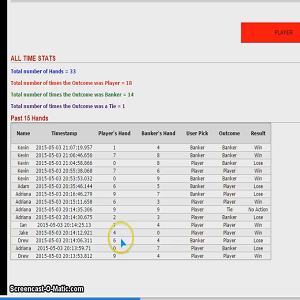 PLAYER
ALL TIME STATS
Total number of Hands = 33
Total number of times the Outcome was Player = 18
Total number of times the Outcome was Banker = 14
Total number of times the Outcome was a Tie = 1
Past 15 Hands
Name Timestamp Player's Hand Banker's Hand User Pick Outcome Result
Kevin 2015-05-03 21:07:19.957 1 4 Banker Banker Win
Kevin 2015-05-03 21:06:46.656 7 8 Banker Banker Win
Kevin 2015-05-03 21:04:58.866 8 8 Player Banker Lose
Kevin 2015-05-03 20:55:38.068 7 6 Player Player Win
Kevin 2015-05-03 20:53:53.032 0 9 Banker Banker Win
Adam 2015-05-03 20:35:46.144 6 5 Banker Player Lose
Adriana 2015-05-03 20:16:46.279 9 7 Banker Player Lose
Adriana 2015-05-03 20:15:11.658 6 3 Player Player Win
Adriana 2015-05-03 20:14:35.306 9 9 Player Tie No Action
Adriana 2015-05-03 20:14:30.675 2 3 Banker Player Lose
Ian 2015-05-03 20:14:25.13 4 Player Player Win
Jake 2015-05-03 20:14:12.921 4 0 Banker Player Lose
Drew 2015-05-03 20:14:06.311 6 4 Banker Player Lose
Adriana 2015-05-03 20:13:59.71 0 7 Player Banker Lose
Drew 2015-05-03 20:13:53.812 4 Player Player Win
Screencast-O-Matic.com